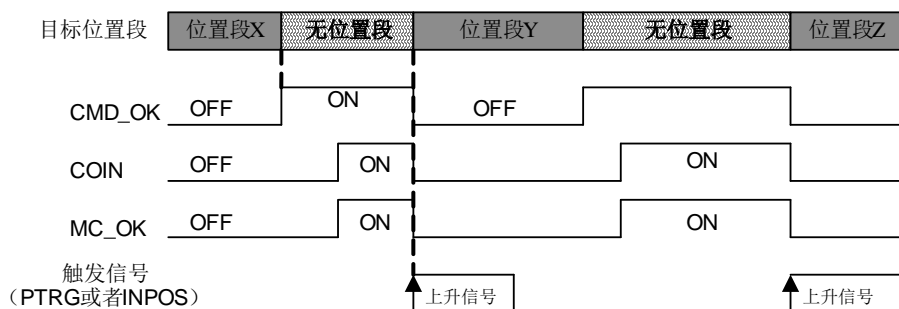 目标位置段 位置段X 无位置段 位置段Y 无位置段 位置段Z
CMD_OK OFF ON OFF
COIN OFF ON ON
MC_OK OFF ON ON
触发信号
（PTRG或者INPOS） 上升信号 上升信号